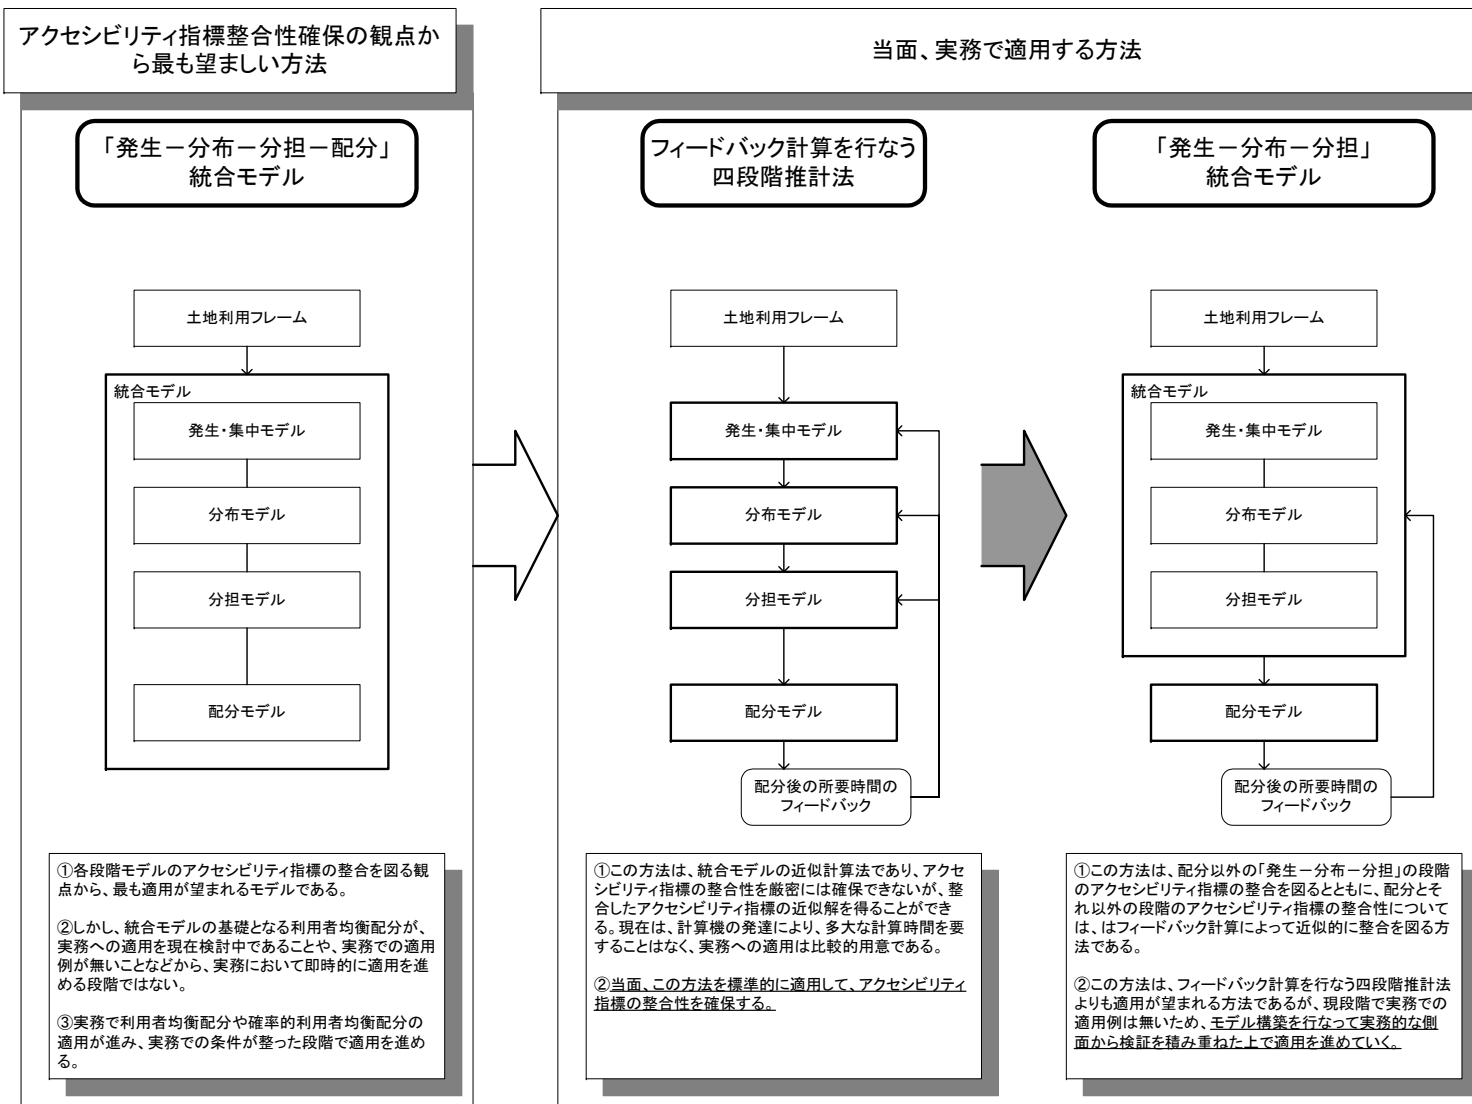 アクセシビリティ指標整合性確保の観点か
ら最も望ましい方法
当面、実務で適用する方法
「発生－分布－分担－配分」
統合モデル
土地利用フレーム
統合モデル
発生・集中モデル
分布モデル
分担モデル
配分モデル
①各段階モデルのアクセシビリティ指標の整合を図る観
点から、最も適用が望まれるモデルである。
②しかし、統合モデルの基礎となる利用者均衡配分が、
実務への適用を現在検討中であることや、実務での適用
例が無いことなどから、実務において即時的に適用を進
める段階ではない。
③実務で利用者均衡配分や確率的利用者均衡配分の
適用が進み、実務での条件が整った段階で適用を進め
る。
フィードバック計算を行なう
四段階推計法
土地利用フレーム
発生・集中モデル
分布モデル
分担モデル
配分モデル
配分後の所要時間の
フィードバック
①この方法は、統合モデルの近似計算法であり、アクセ
シビリティ指標の整合性を厳密には確保できないが、整
合したアクセシビリティ指標の近似解を得ることができ
る。現在は、計算機の発達により、多大な計算時間を要
することはなく、実務への適用は比較的用意である。
②当面、この方法を標準的に適用して、アクセシビリティ
指標の整合性を確保する。
「発生－分布－分担」
統合モデル
土地利用フレーム
統合モデル
発生・集中モデル
分布モデル
分担モデル
配分モデル
配分後の所要時間の
フィードバック
①この方法は、配分以外の「発生－分布－分担」の段階
のアクセシビリティ指標の整合を図るとともに、配分とそ
れ以外の段階のアクセシビリティ指標の整合性について
は、はフィードバック計算によって近似的に整合を図る方
法である。
②この方法は、フィードバック計算を行なう四段階推計法
よりも適用が望まれる方法であるが、現段階で実務での
適用例は無いため、モデル構築を行なって実務的な側
面から検証を積み重ねた上で適用を進めていく。